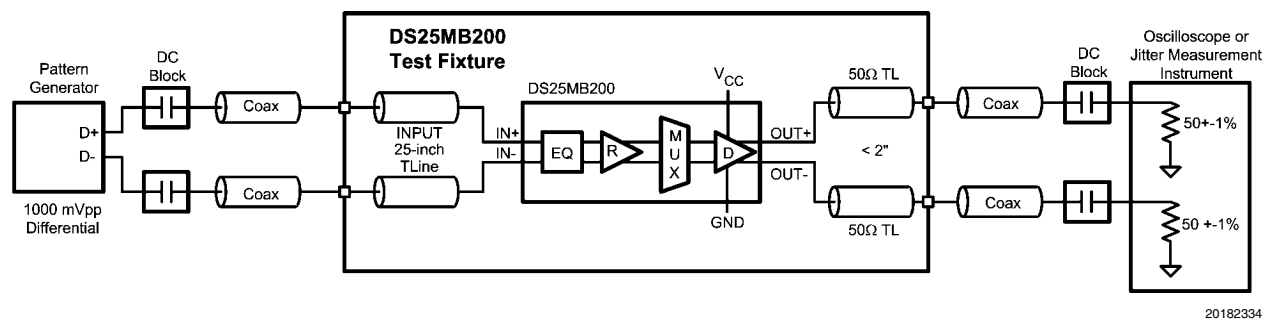 Pattern
Generator
D+
D-
1000 mVpp
Differential
DC
Block
Coax
Coax
DS25MB200
Test Fixture
INPUT
25-inch
TLine
DS25MB200
IN+
IN-
EQ
R
M
U
X
D
VCC
GND
OUT+
OUT-
50Ω TL
< 2"
50Ω TL
Coax
Coax
DC
Block
Oscilloscope or
Jitter Measurement
Instrument
50+-1%
50 +-1%
20182334